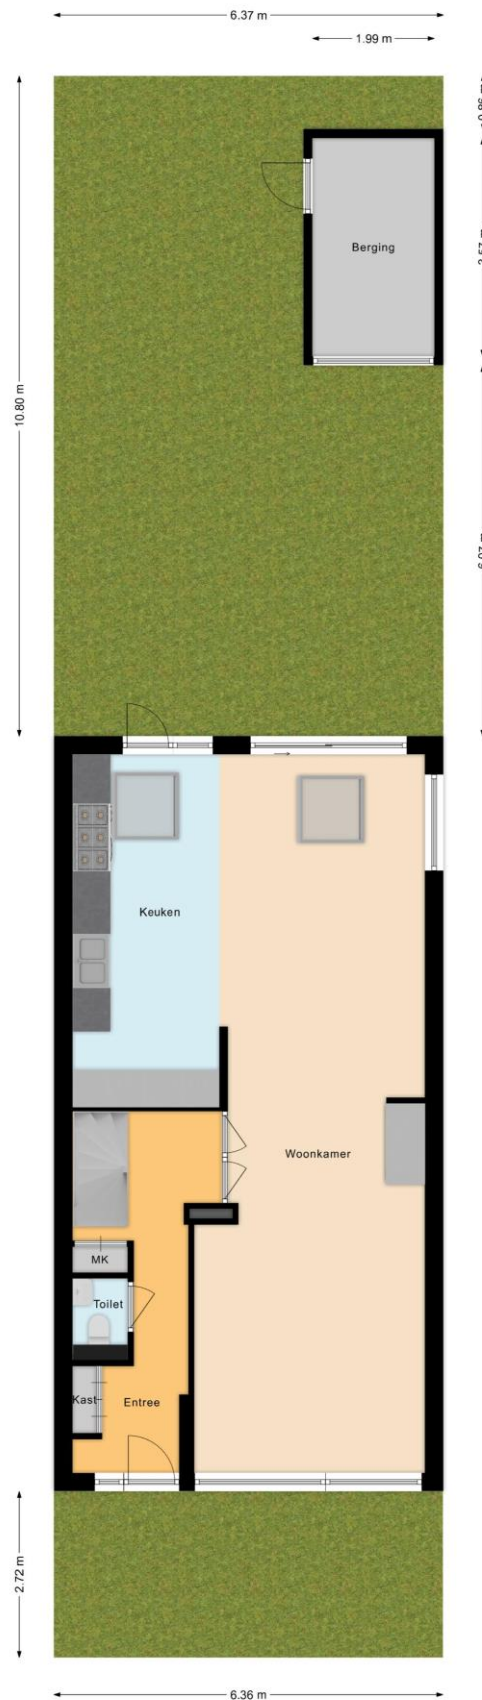 6.37 m
1.99 m
10.80 m
Berging
Keuken
Woonkamer
MK
Toilet
Kast
Entree
2.72 m
6.36 m